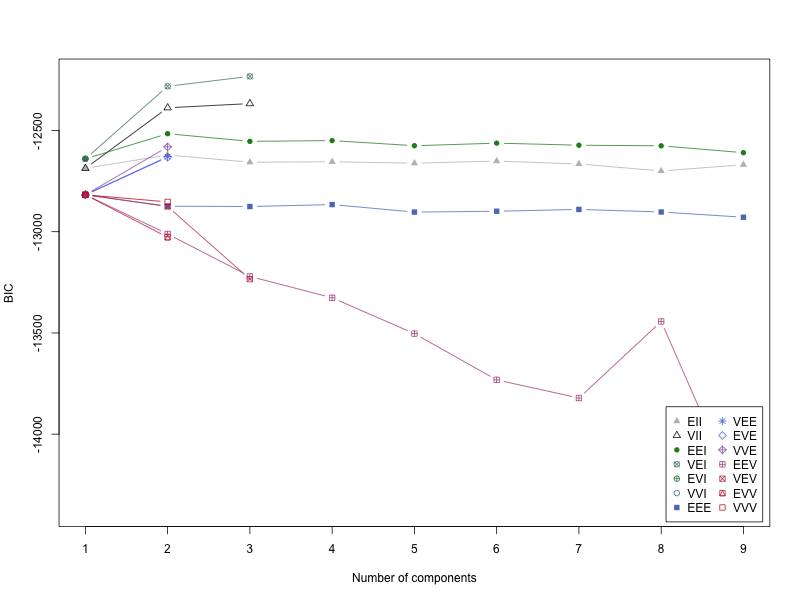 BIC
-12500
-13000
-13500
-14000
EII VEE
VII EVE
EEI VVE
VEI EEV
EVI VEV
VVI EVV
EEE VVV
1 2 3 4 5 6 7 8 9
Number of components